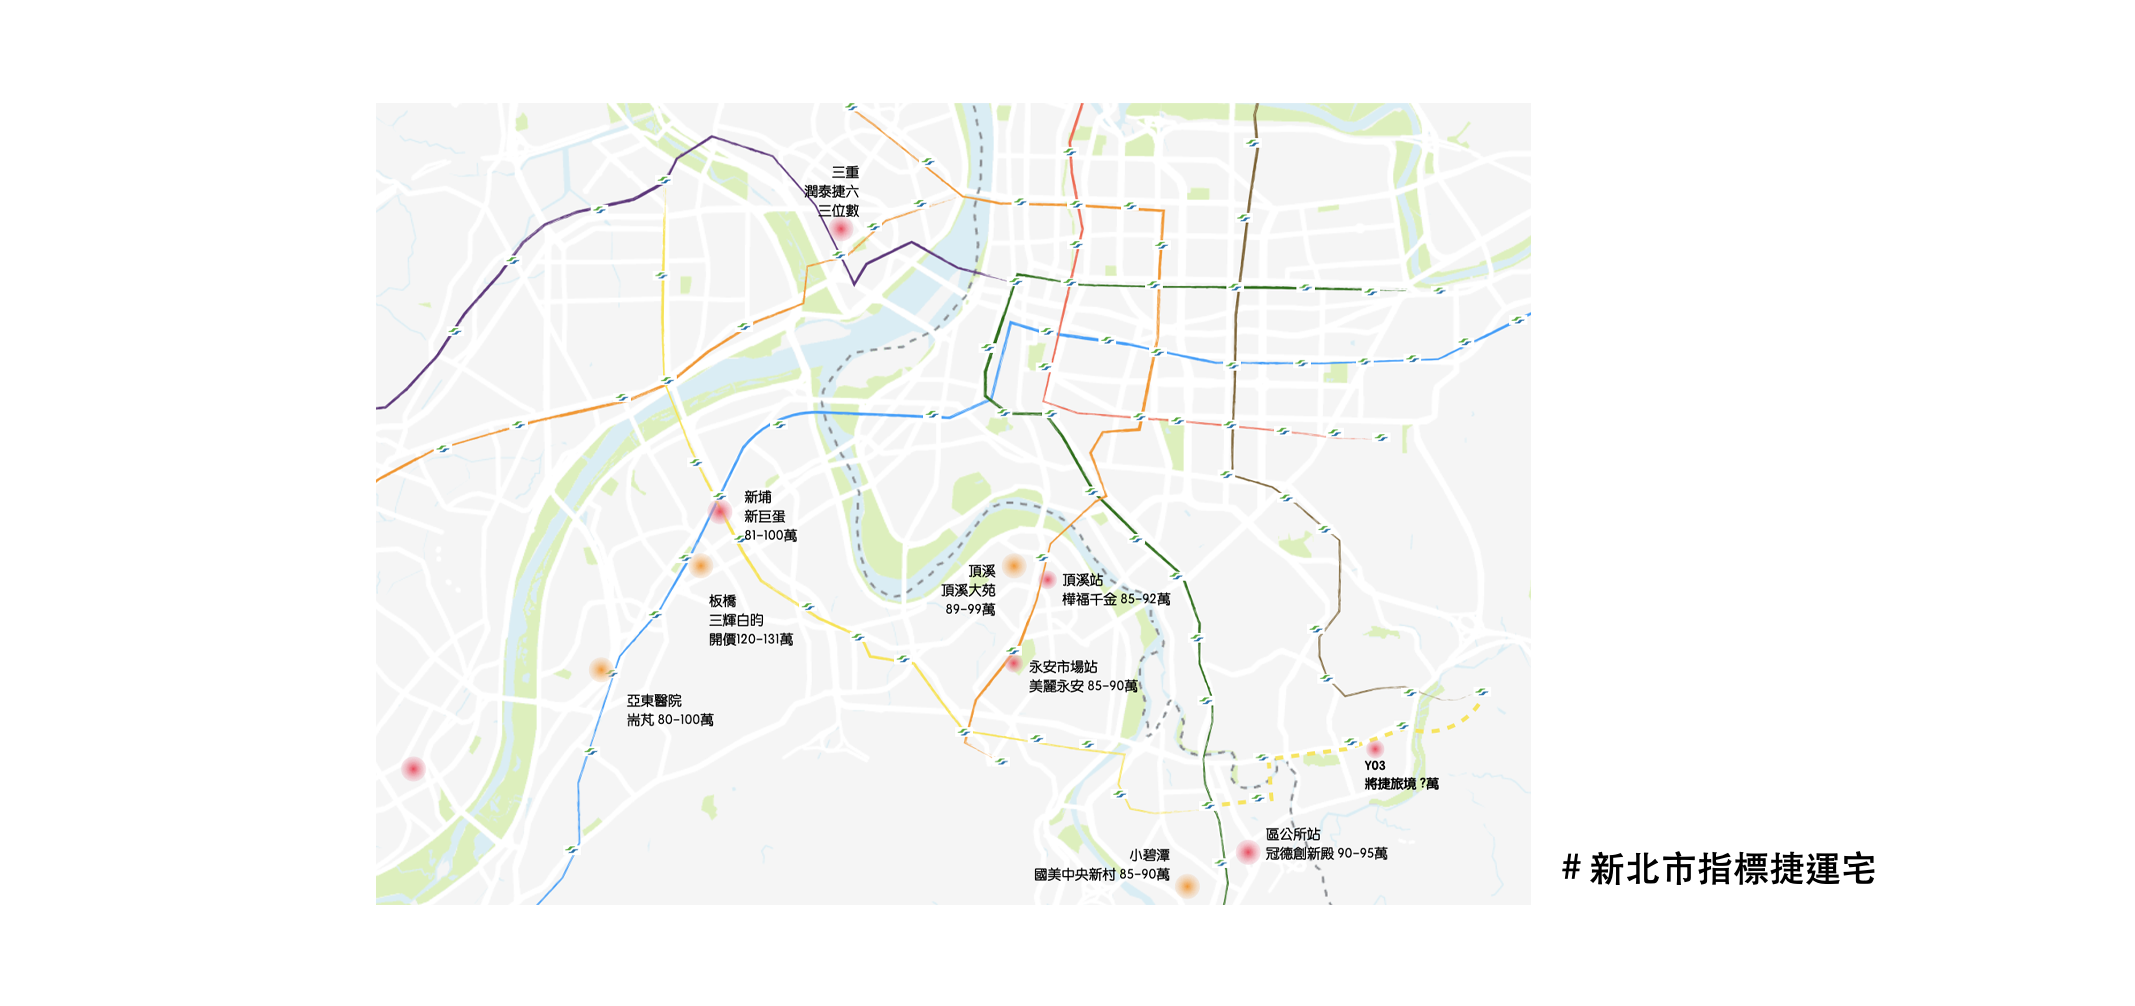 三重
潤泰捷六
三位數
新埔
新巨蛋
81-100萬
板橋
三輝白昀
開價120-131萬
頂溪
頂溪大苑
89-99萬
頂溪站
樺福千金 85-92萬
亞東醫院
耑芃 80-100萬
永安市場站
美麗永安 85-90萬
Y03
將捷旅境 ?萬
區公所站
冠德創新殿 90-95萬
小碧潭
國美中央新村 85-90萬
# 新北市指標捷運宅